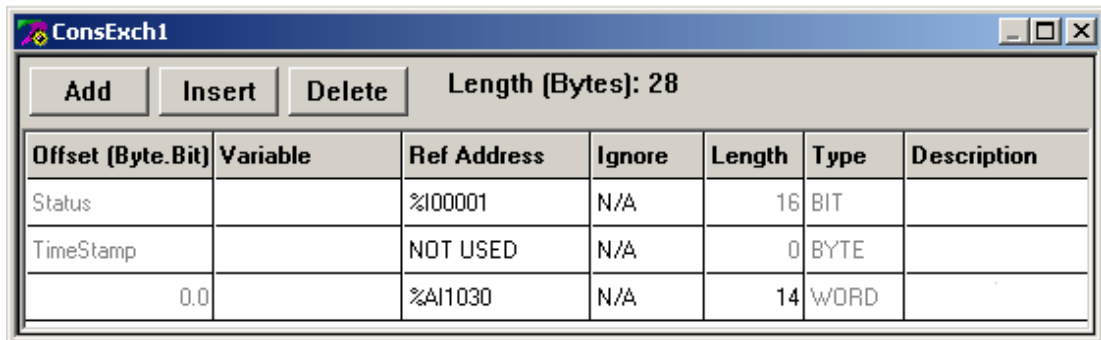 ConsExch1
Add Insert Delete Length (Bytes): 28
Offset (Byte.Bit) Variable Ref Address Ignore Length Type Description
Status %I00001 N/A 16 BIT
TimeStamp NOT USED N/A 0 BYTE
0.0 %AI1030 N/A 14 WORD